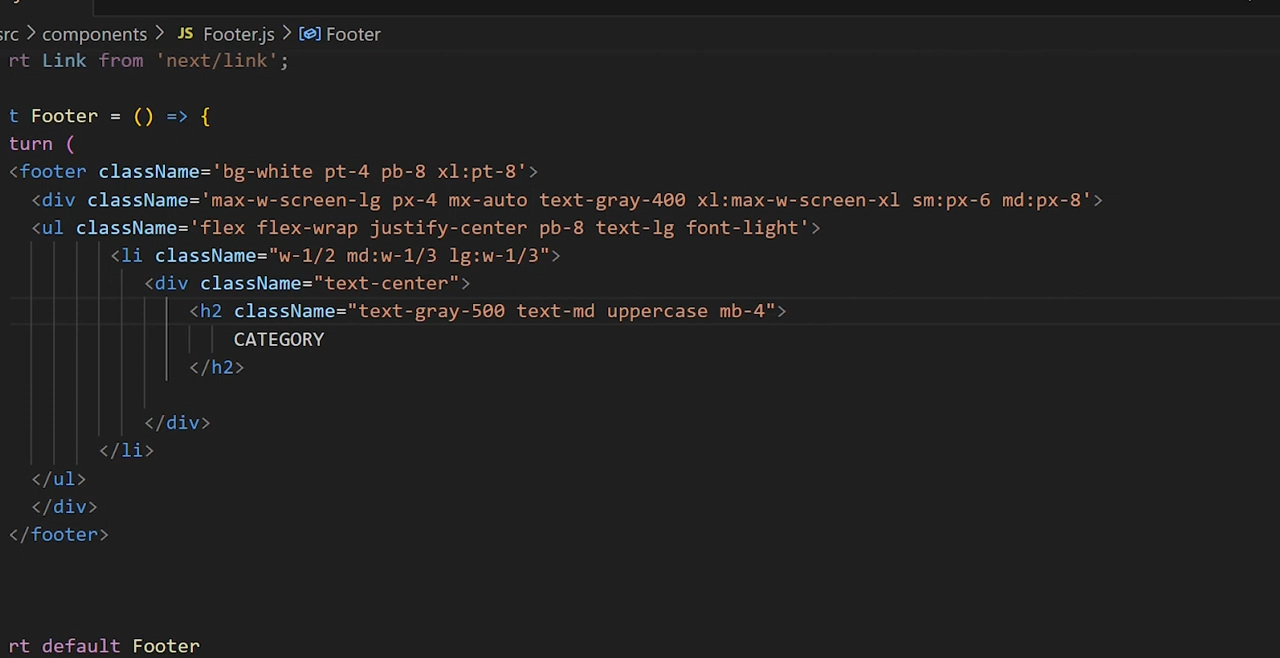 src > components > JS Footer.js > Footer
rt Link from 'next/link';
t Footer = () => {
turn (
<footer className='bg-white pt-4 pb-8 xl:pt-8'>
<div className='max-w-screen-lg px-4 mx-auto text-gray-400 xl:max-w-screen-xl sm:px-6 md:px-8'>
<ul className='flex flex-wrap justify-center pb-8 text-lg font-light'>
<li className="w-1/2 md:w-1/3 lg:w-1/3">
<div className="text-center">
<h2 className="text-gray-500 text-md uppercase mb-4">
CATEGORY
</h2>
</div>
</li>
</ul>
</div>
</footer>
rt default Footer